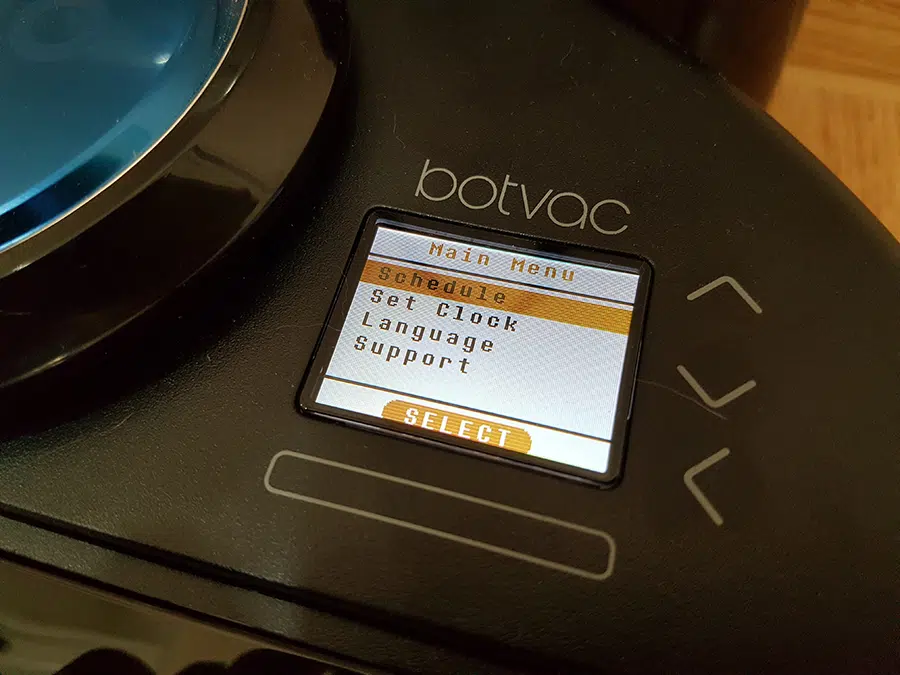 botvac
Main Menu
Schedule
Set Clock
Language
Support
SELECT